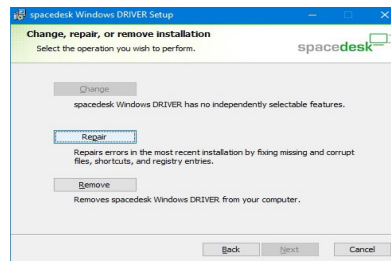 spacedesk Windows DRIVER Setup
Change, repair, or remove installation
Select the operation you wish to perform.
spacedesk
Change
spacedesk Windows DRIVER has no independently selectable features.
Repair
Repairs errors in the most recent installation by fixing missing and corrupt
files, shortcuts, and registry entries.
Remove
Removes spacedesk Windows DRIVER from your computer.
Back Next Cancel